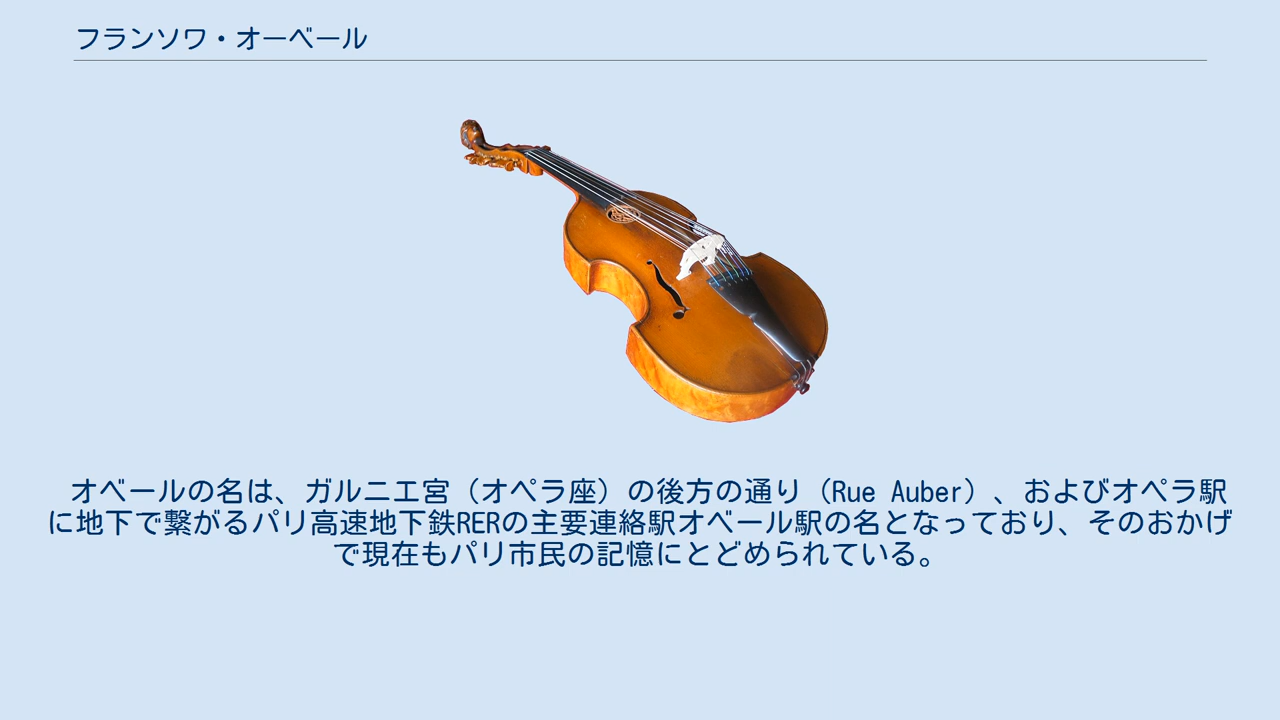 フランソワ・オーベール
オベールの名は、ガルニエ宮（オペラ座）の後方の通り（Rue Auber）、およびオペラ駅
に地下で繋がるパリ高速地下鉄RERの主要連絡駅オベール駅の名となっており、そのおかげ
で現在もパリ市民の記憶にとどめられている。